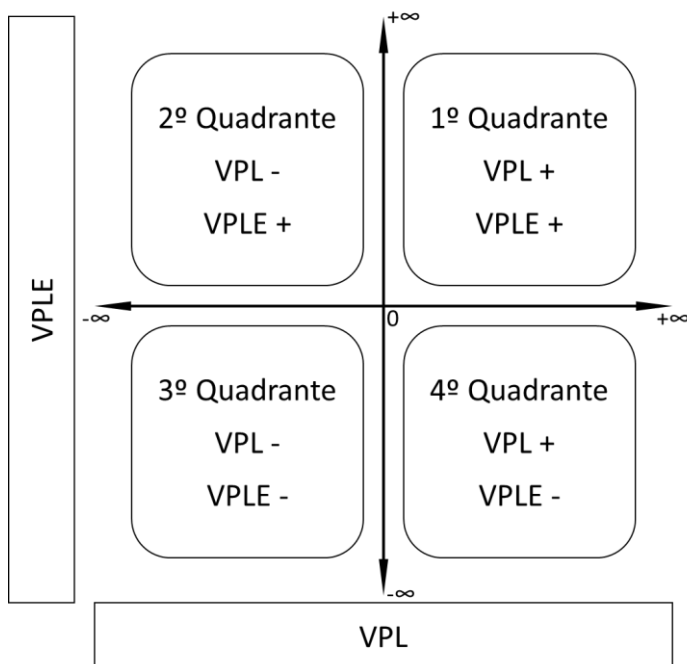 +∞
2º Quadrante
VPL -
VPLE +
1º Quadrante
VPL +
VPLE +
VPLE
-∞
0
+∞
3º Quadrante
VPL -
VPLE -
4º Quadrante
VPL +
VPLE -
-∞
VPL